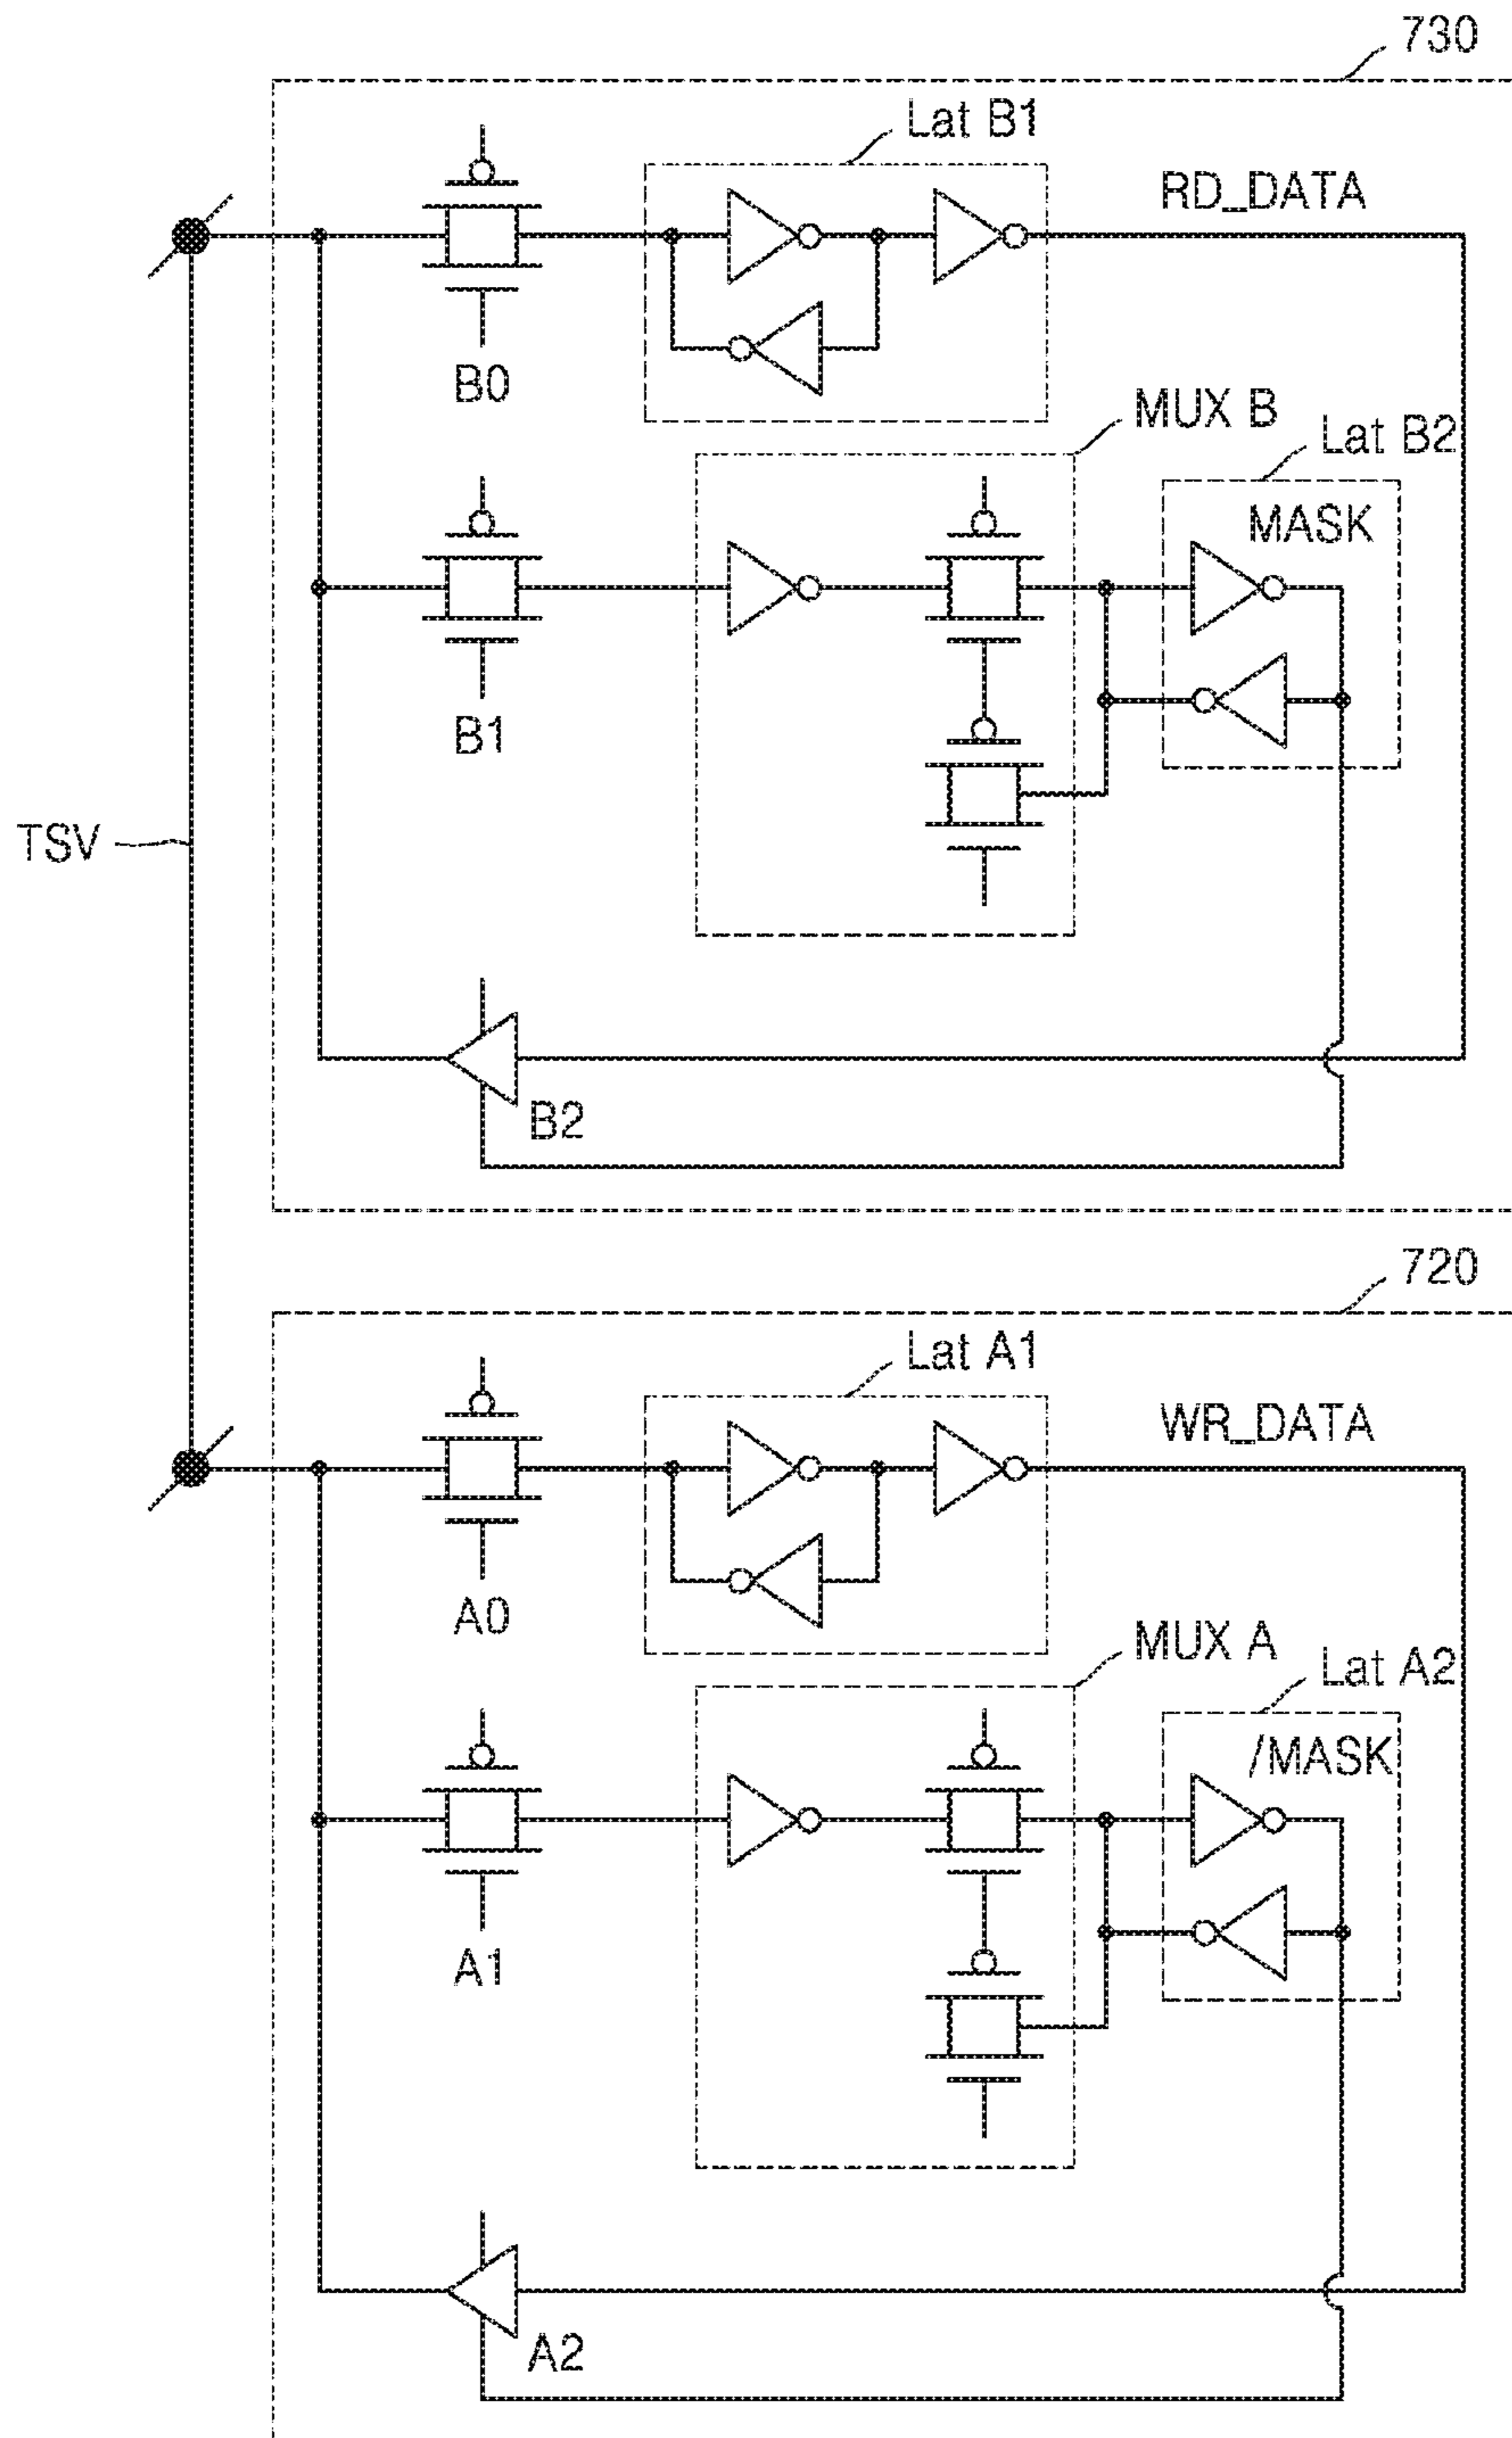 730
Lat B1
RD_DATA
B0
MUX B
Lat B2
MASK
B1
TSV
B2
720
Lat A1
WR_DATA
A0
MUX A
Lat A2
/MASK
A1
A2